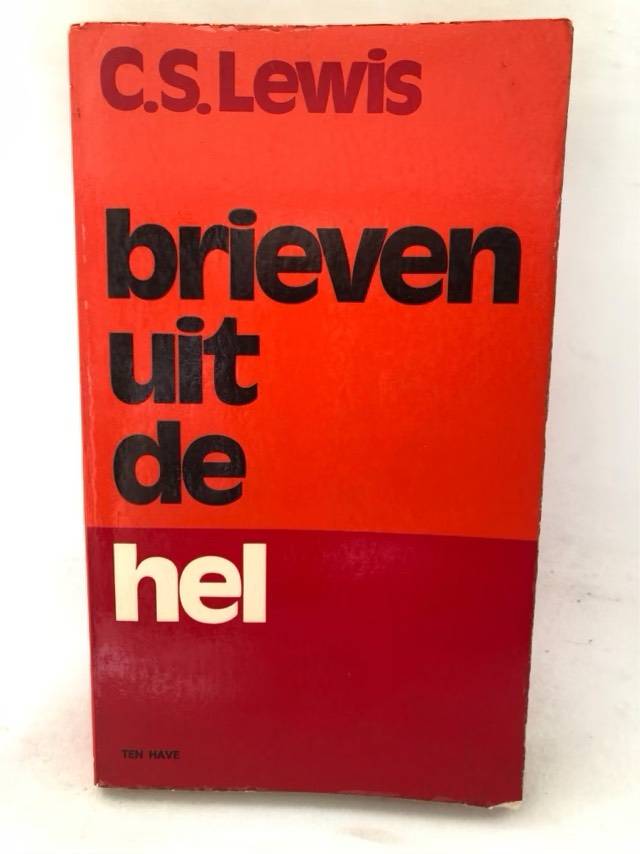 C.S. Lewis
brieven
uit
de
hel
TEN HAVE